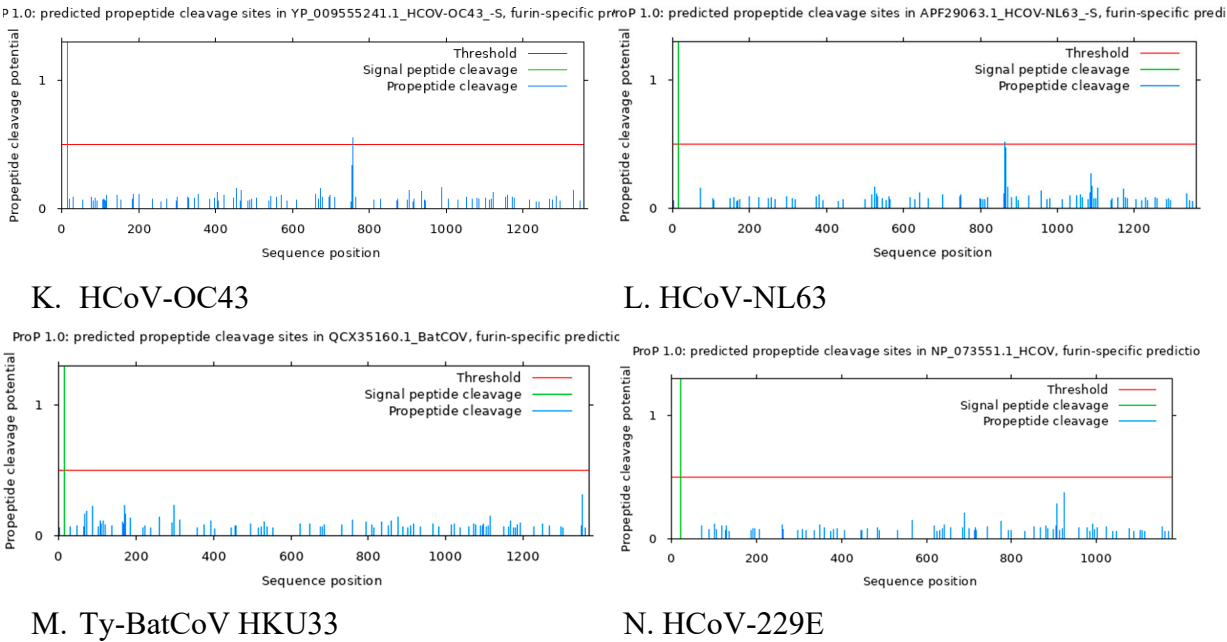 P 1.0: predicted propeptide cleavage sites in YP_009555241.1_HCOV-OC43_-S, furin-specific pr
Threshold
Signal peptide cleavage
Propeptide cleavage
Propeptide cleavage potential
1
0
0 200 400 600 800 1000 1200
Sequence position
K. HCoV-OC43
roP 1.0: predicted propeptide cleavage sites in APF29063.1_HCOV-NL63_-S, furin-specific predi
Threshold
Signal peptide cleavage
Propeptide cleavage
Propeptide cleavage potential
1
0
0 200 400 600 800 1000 1200
Sequence position
L. HCoV-NL63
ProP 1.0: predicted propeptide cleavage sites in QCX35160.1_BatCOV, furin-specific predictic
Threshold
Signal peptide cleavage
Propeptide cleavage
Propeptide cleavage potential
1
0
0 200 400 600 800 1000 1200
Sequence position
M. Ty-BatCoV HKU33
ProP 1.0: predicted propeptide cleavage sites in NP_073551.1_HCOV, furin-specific predictio
Threshold
Signal peptide cleavage
Propeptide cleavage
Propeptide cleavage potential
1
0
0 200 400 600 800 1000
Sequence position
N. HCoV-229E